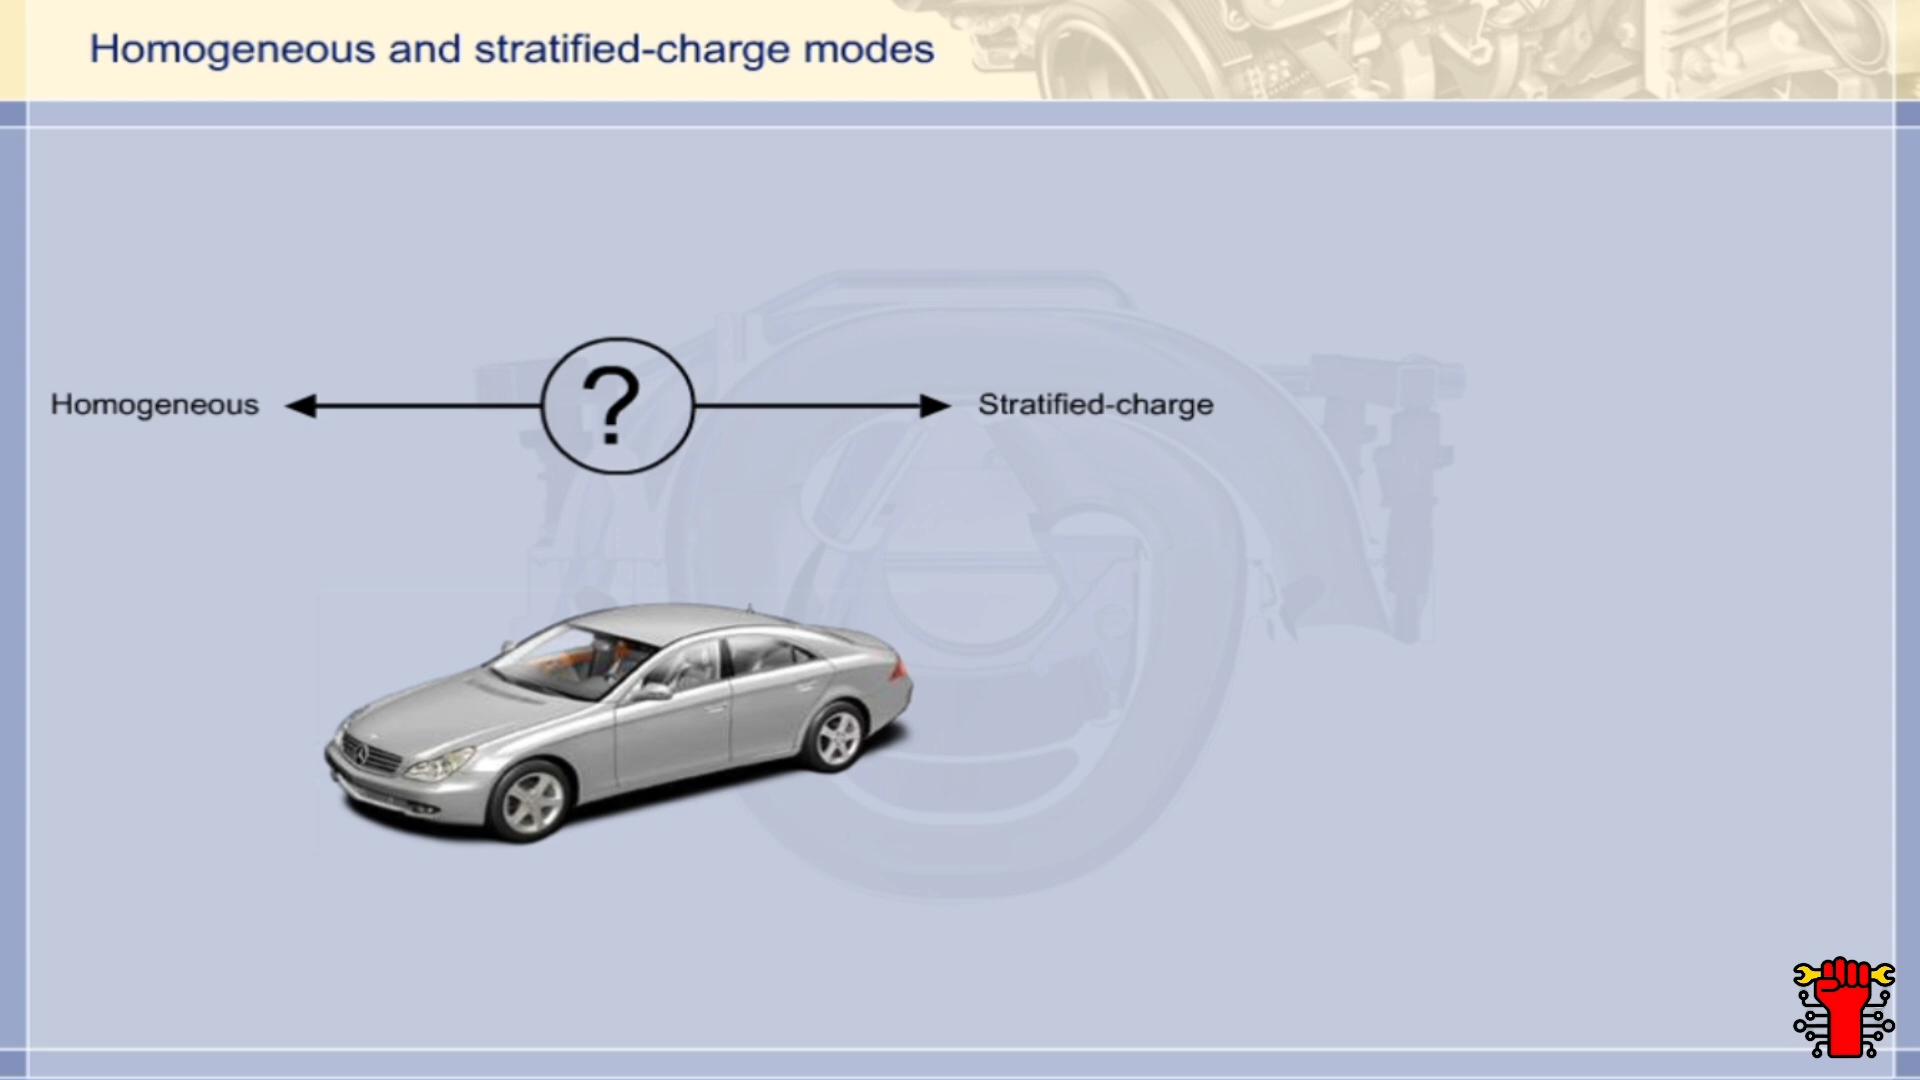 Homogeneous and stratified-charge modes
Homogeneous
?
Stratified-charge